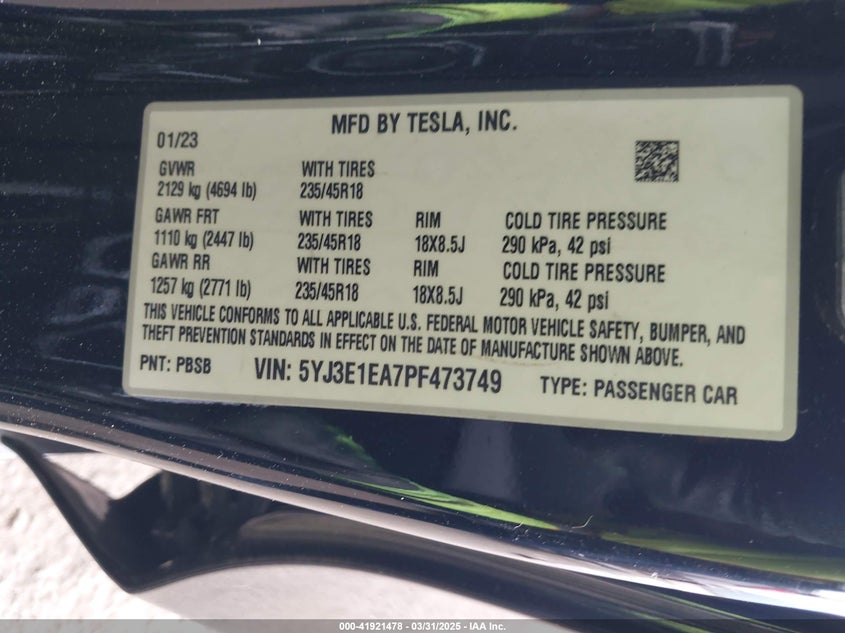 MFD BY TESLA, INC.
01/23
GVWR WITH TIRES
2129 kg (4694 lb) 235/45R18
GAWR FRT WITH TIRES RIM COLD TIRE PRESSURE
1110 kg (2447 lb) 235/45R18 18X8.5J 290 kPa, 42 psi
GAWR RR WITH TIRES RIM COLD TIRE PRESSURE
1257 kg (2771 lb) 235/45R18 18X8.5J 290 kPa, 42 psi
THIS VEHICLE CONFORMS TO ALL APPLICABLE U.S. FEDERAL MOTOR VEHICLE SAFETY, BUMPER, AND
THEFT PREVENTION STANDARDS IN EFFECT ON THE DATE OF MANUFACTURE SHOWN ABOVE.
PNT: PBSB VIN: 5YJ3E1EA7PF473749 TYPE: PASSENGER CAR
000-41921478 - 03/31/2025 - IAA Inc.